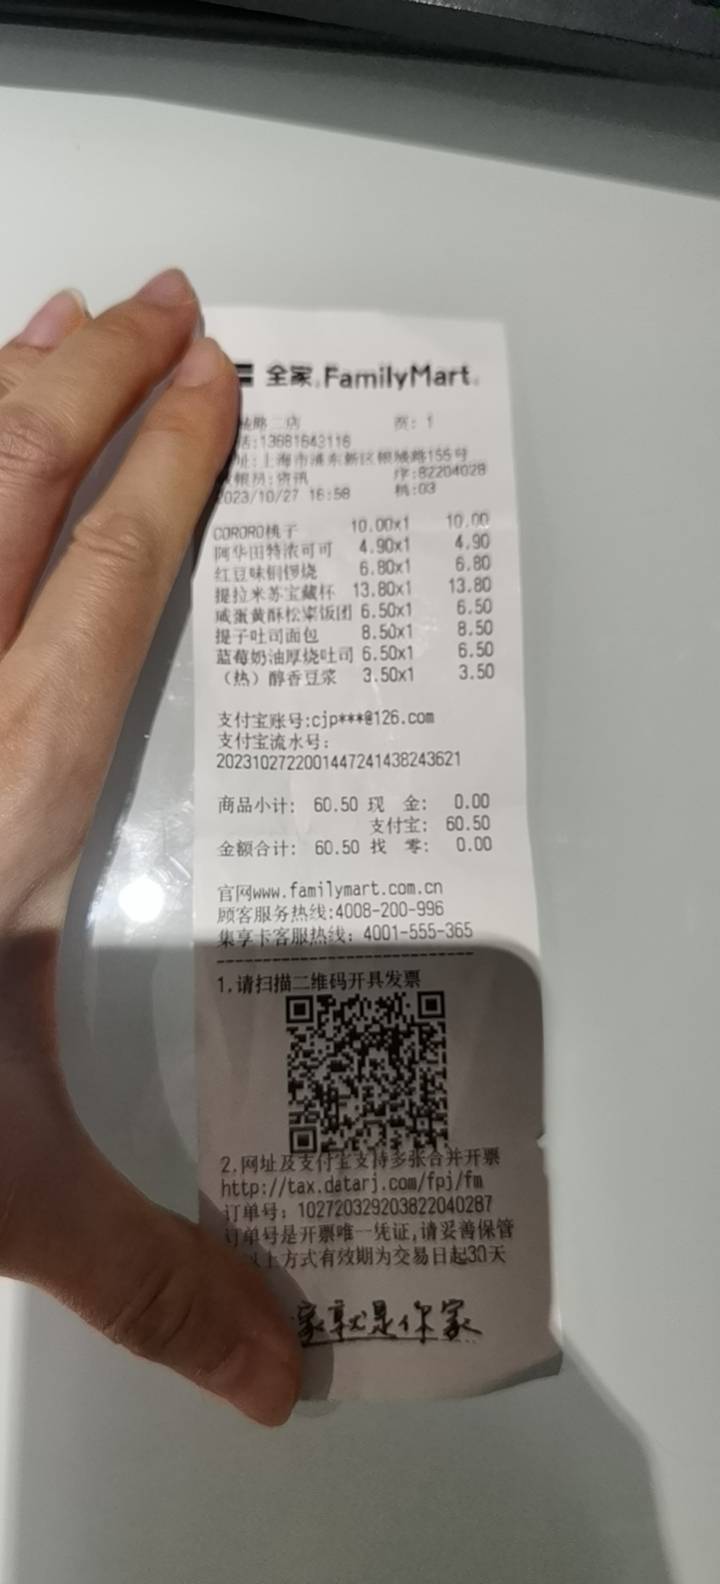 全家 FamilyMart
城路二店 页: 1
话:13681643116
址:上海市浦东新区银城路155号
收银员:资讯 序:82204028
2023/10/27 16:58 机:03
CORORO桃子 10.00x1 10.00
阿华田特浓可可 4.90x1 4.90
红豆味铜锣烧 6.80x1 6.80
提拉米苏宝藏杯 13.80x1 13.80
咸蛋黄酥松粢饭团 6.50x1 6.50
提子吐司面包 8.50x1 8.50
蓝莓奶油厚烧吐司 6.50x1 6.50
(热)醇香豆浆 3.50x1 3.50
支付宝账号:cjp***@126.com
支付宝流水号:
2023102722001447241438243621
商品小计: 60.50 现 金: 0.00
支付宝: 60.50
金额合计: 60.50 找 零: 0.00
官网www.familymart.com.cn
顾客服务热线:4008-200-996
集享卡客服热线: 4001-555-365
1.请扫描二维码开具发票
2.网址及支付宝支持多张合并开票
http://tax.datarj.com/fpj/fm
订单号: 102720329203822040287
订单号是开票唯一凭证,请妥善保管
以上方式有效期为交易日起30天
家就是你家